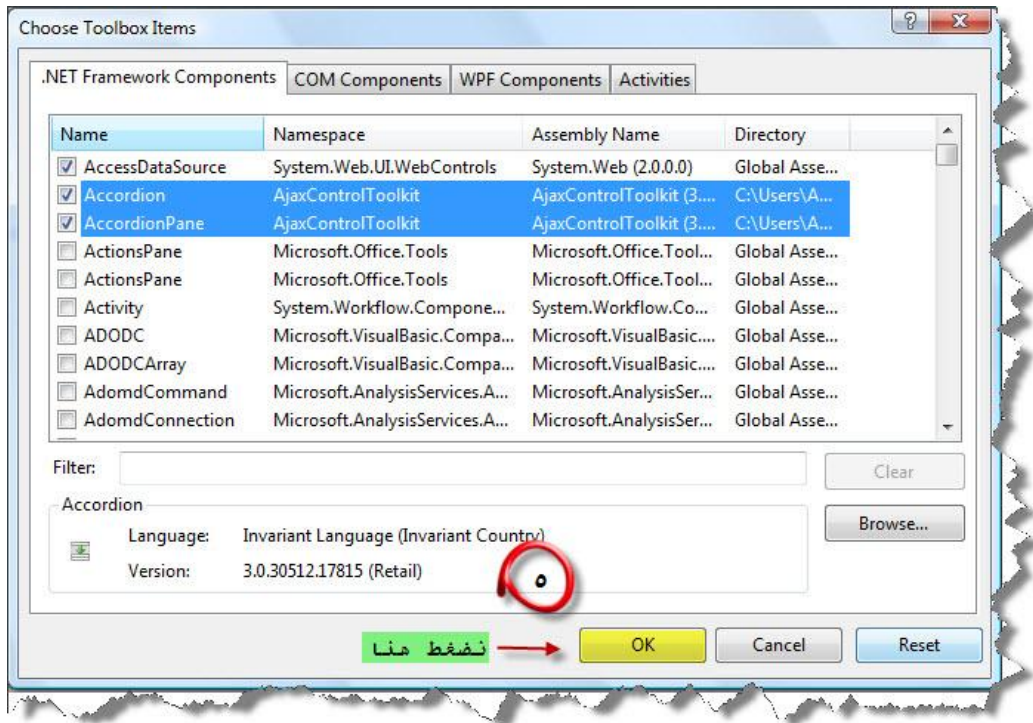 Choose Toolbox Items
.NET Framework Components COM Components WPF Components Activities
Name Namespace Assembly Name Directory
AccessDataSource System.Web.UI.WebControls System.Web (2.0.0.0) Global Asse...
Accordion AjaxControlToolkit AjaxControlToolkit (3.... C:\Users\A...
AccordionPane AjaxControlToolkit AjaxControlToolkit (3.... C:\Users\A...
ActionsPane Microsoft.Office.Tools Microsoft.Office.Tool... Global Asse...
ActionsPane Microsoft.Office.Tools Microsoft.Office.Tool... Global Asse...
Activity System.Workflow.Compone... System.Workflow.Co... Global Asse...
ADODC Microsoft.VisualBasic.Compa... Microsoft.VisualBasic.... Global Asse...
ADODCArray Microsoft.VisualBasic.Compa... Microsoft.VisualBasic.... Global Asse...
AdomdCommand Microsoft.AnalysisServices.A... Microsoft.AnalysisSer... Global Asse...
AdomdConnection Microsoft.AnalysisServices.A... Microsoft.AnalysisSer... Global Asse...
Filter: Clear
Accordion
Browse...
Language: Invariant Language (Invariant Country)
Version: 3.0.30512.17815 (Retail)
٥
نضغط هنا OK Cancel Reset